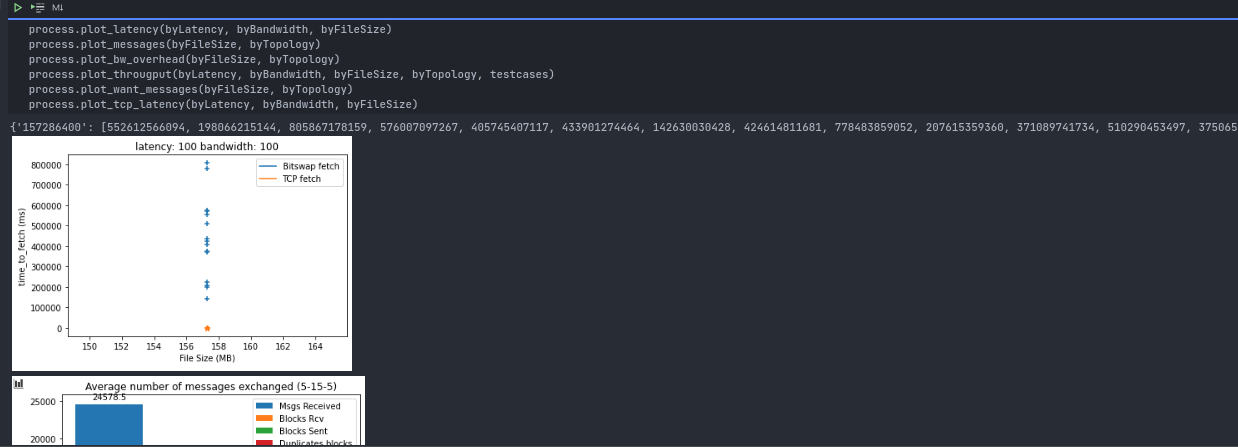 M↓
process.plot_latency(byLatency, byBandwidth, byFileSize)
process.plot_messages(byFileSize, byTopology)
process.plot_bw_overhead(byFileSize, byTopology)
process.plot_througput(byLatency, byBandwidth, byFileSize, byTopology, testcases)
process.plot_want_messages(byFileSize, byTopology)
process.plot_tcp_latency(byLatency, byBandwidth, byFileSize)
{'157286400': [552612566094, 198066215144, 805867178159, 576007097267, 405745407117, 433901274464, 142630030428, 424614811681, 778483859052, 207615359360, 371089741734, 510290453497, 375065
latency: 100 bandwidth: 100
Bitswap fetch
TCP fetch
time_to_fetch (ms)
800000
700000
600000
500000
400000
300000
200000
100000
0
150 152 154 156 158 160 162 164
File Size (MB)
Average number of messages exchanged (5-15-5)
24578.5
25000
20000
Msgs Received
Blocks Rcv
Blocks Sent
Duplicates blocks